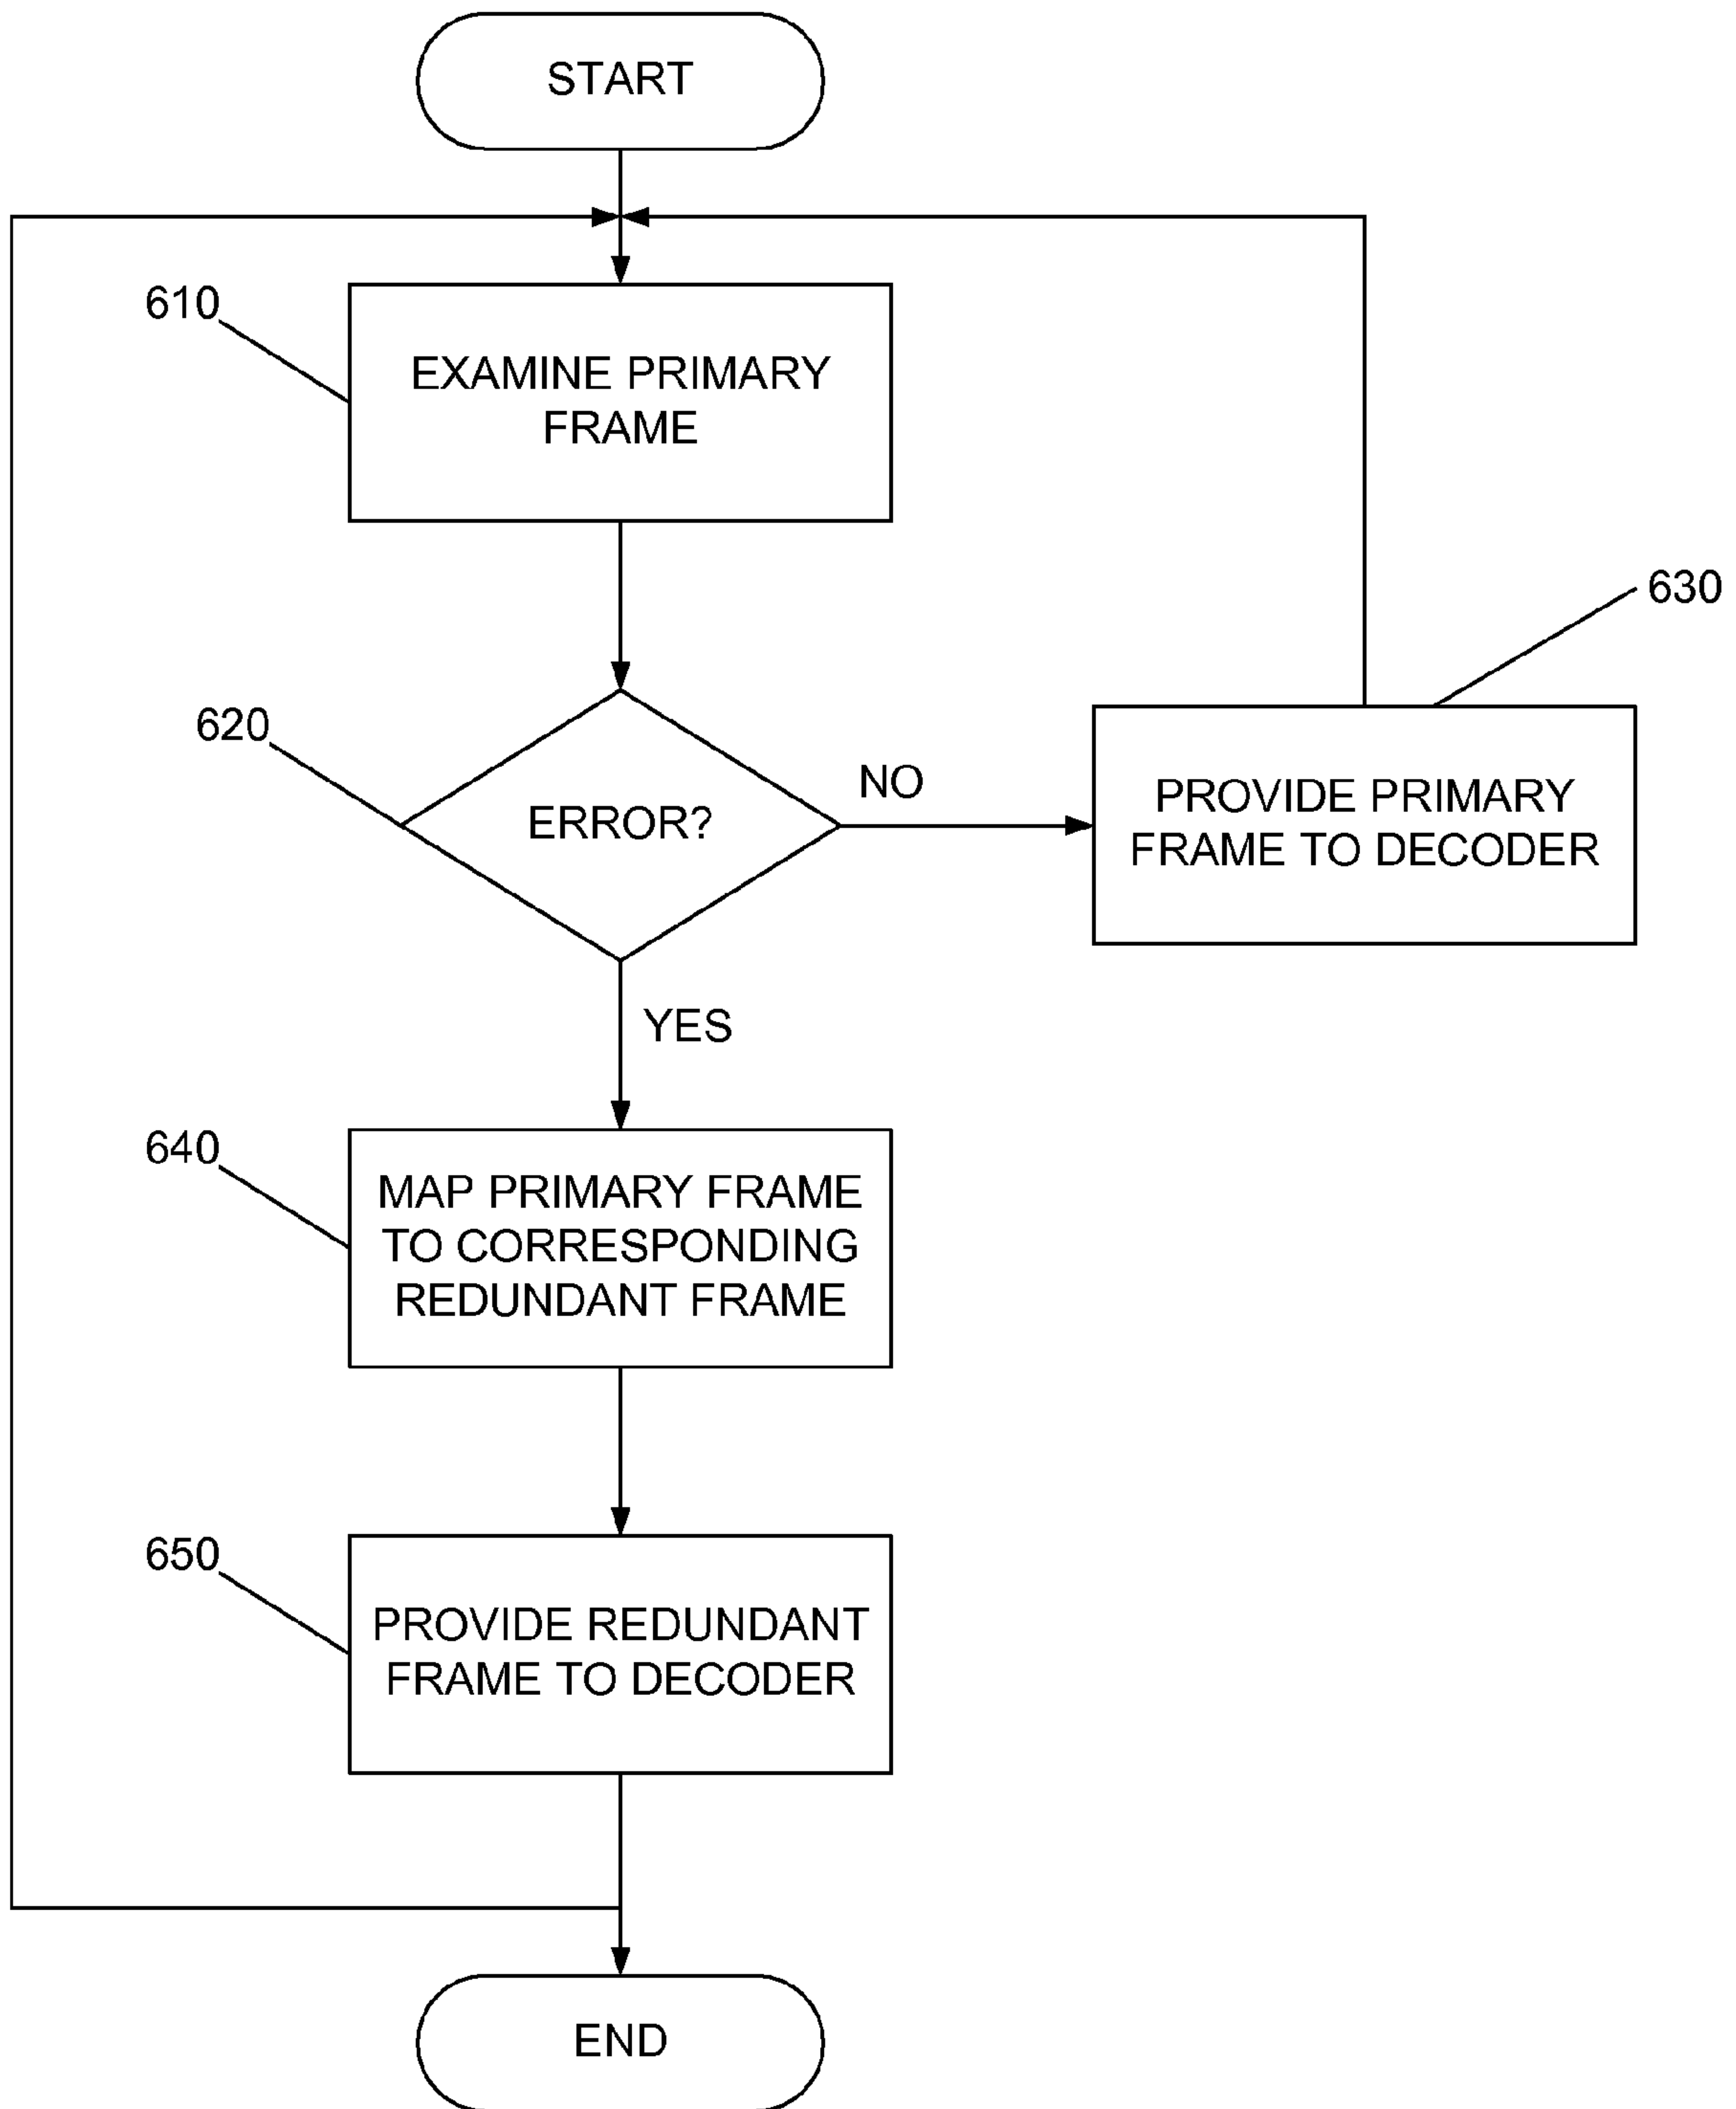 START
610
EXAMINE PRIMARY
FRAME
630
620
ERROR?
NO
PROVIDE PRIMARY
FRAME TO DECODER
YES
640
MAP PRIMARY FRAME
TO CORRESPONDING
REDUNDANT FRAME
650
PROVIDE REDUNDANT
FRAME TO DECODER
END